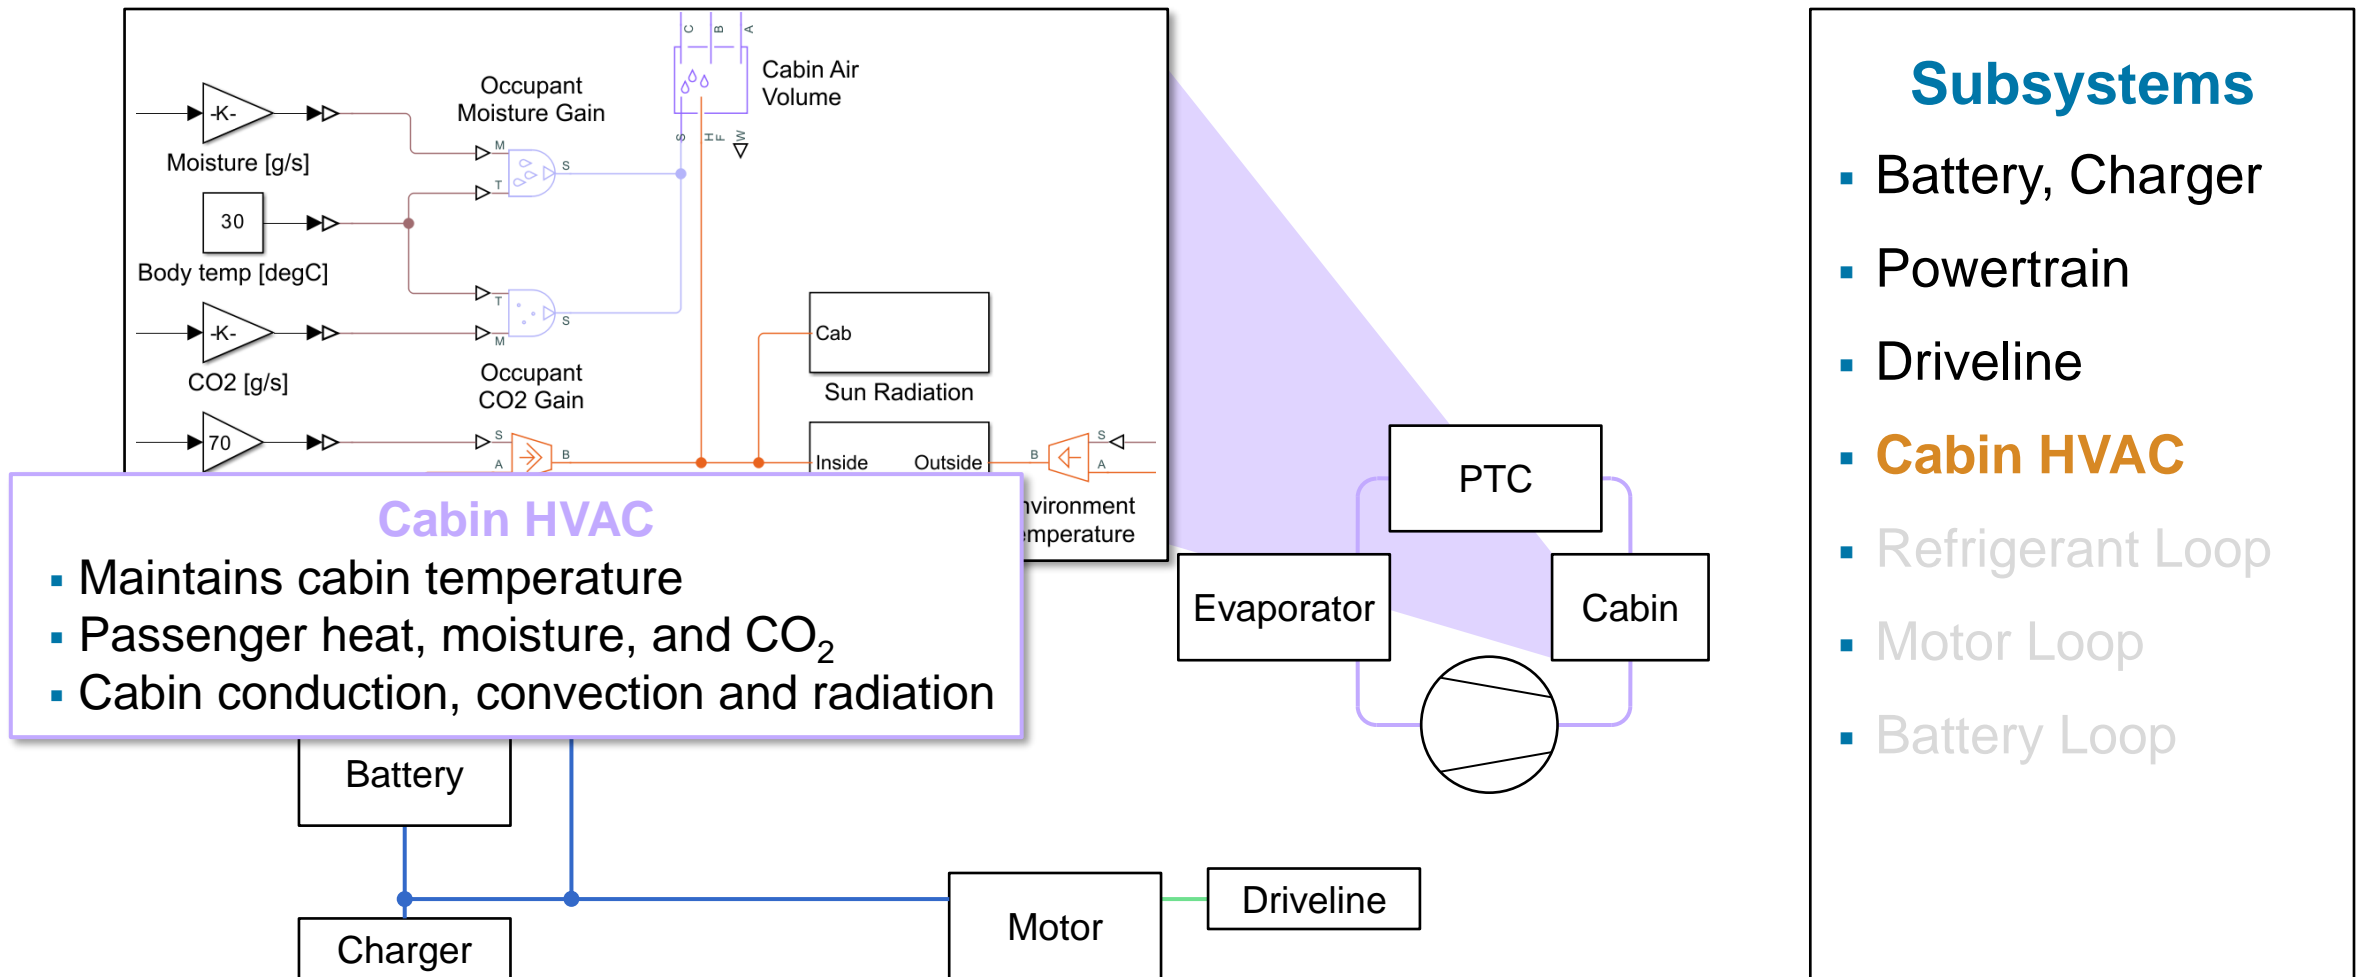 C B A
Cabin Air
Volume
S H F W
Occupant
Moisture Gain
-K-
Moisture [g/s]
M
S
T
30
Body temp [degC]
T
S
M
-K-
CO2 [g/s]
Occupant
CO2 Gain
Cab
Sun Radiation
70
S
A
B
Inside Outside
B
S
A
vironment
emperature
Cabin HVAC
▪ Maintains cabin temperature
▪ Passenger heat, moisture, and CO₂
▪ Cabin conduction, convection and radiation
PTC
Evaporator
Cabin
Battery
Charger
Motor
Driveline
Subsystems
▪ Battery, Charger
▪ Powertrain
▪ Driveline
▪ Cabin HVAC
▪ Refrigerant Loop
▪ Motor Loop
▪ Battery Loop